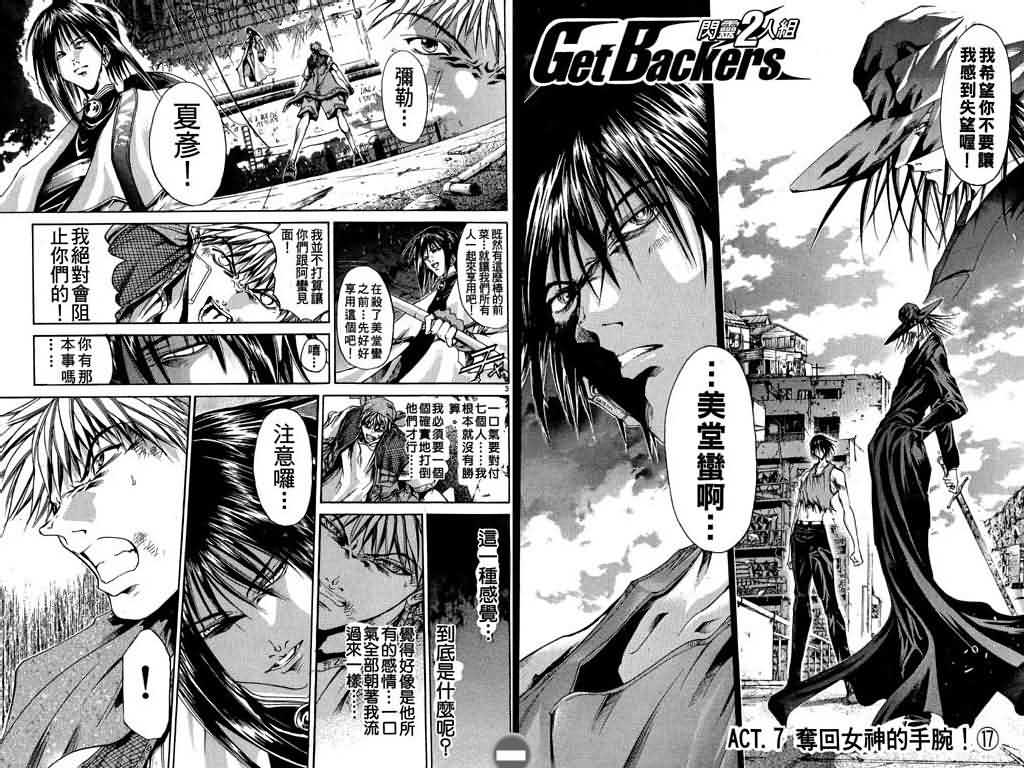 閃靈2人組
GetBackers
我希望你不要讓
我感到失望喔！
…美堂蠻啊…
ACT.7 奪回女神的手腕！⑰
彌勒…
夏彥！
既然有這麼棒的前
菜…就讓我們所有
人一起來享用吧！
在殺了美堂蠻
之前…先好好
享用這個吧！
我並不打算讓
你們跟阿蠻見
面！
我絕對會阻
止你們的！
嘻…
你有那
本事嗎
……
3
一口氣要對付
七個人……我
根本就沒有勝
算。
我必須要一個
個確實地打倒
他們才行……
注意囉…
這一種感覺…
到底是什麼呢？
覺得好像是他所
有的感情…一口
氣全部朝著我流
過來一樣……
！